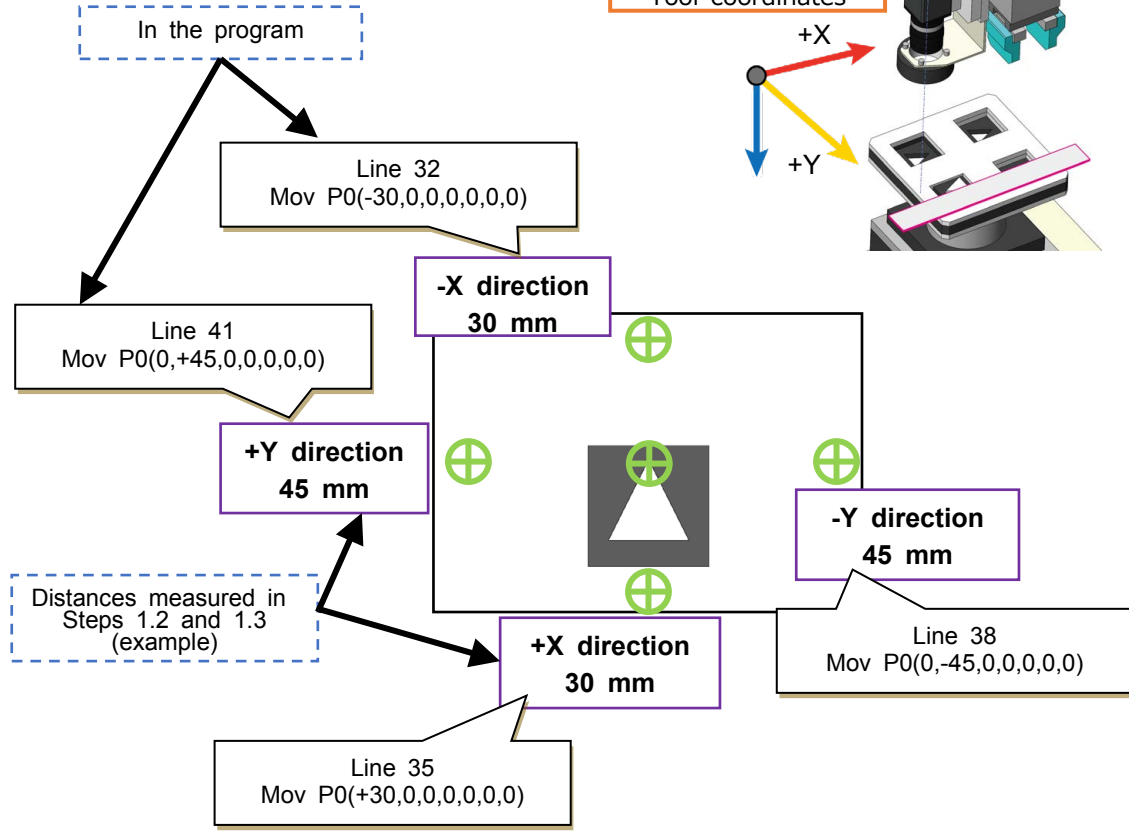 Tool coordinates
In the program
+X
+Y
Line 32
Mov P0(-30,0,0,0,0,0,0)
-X direction
30 mm
Line 41
Mov P0(0,+45,0,0,0,0,0)
+Y direction
45 mm
-Y direction
45 mm
Distances measured in
Steps 1.2 and 1.3
(example)
+X direction
30 mm
Line 38
Mov P0(0,-45,0,0,0,0,0)
Line 35
Mov P0(+30,0,0,0,0,0,0)